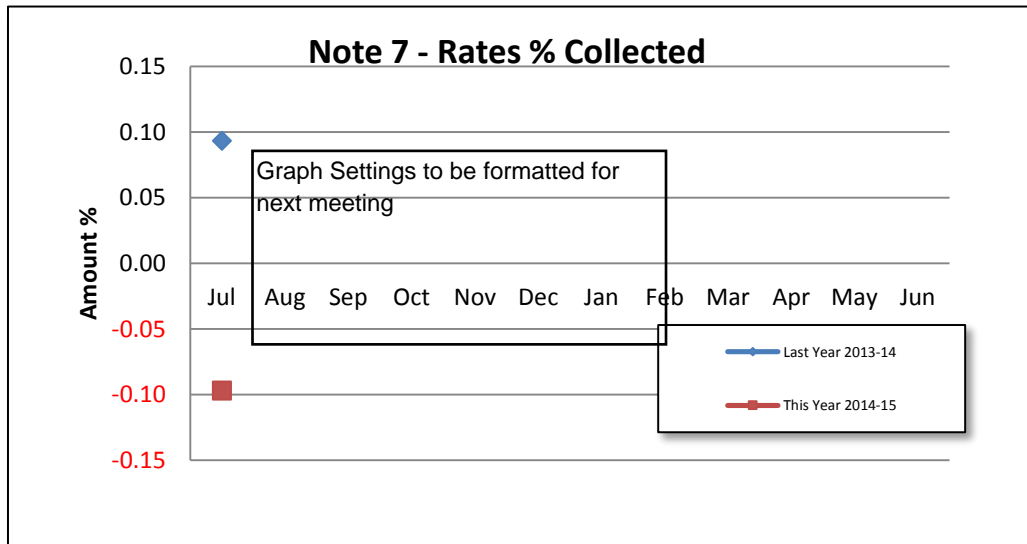 Note 7 - Rates % Collected
0.15
0.10
0.05
0.00
-0.05
-0.10
-0.15
Amount %
Graph Settings to be formatted for
next meeting
Jul Aug Sep Oct Nov Dec Jan Feb Mar Apr May Jun
Last Year 2013-14
This Year 2014-15